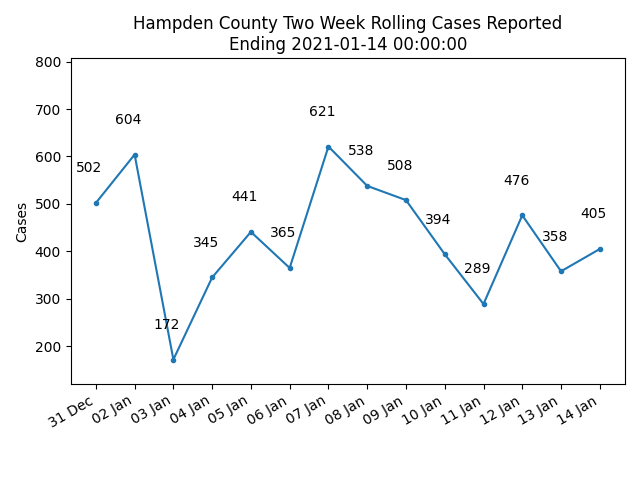 Hampden County Two Week Rolling Cases Reported
Ending 2021-01-14 00:00:00
800
700
600
500
400
300
200
Cases
502
604
172
345
441
365
621
538
508
394
289
476
358
405
31 Dec
02 Jan
03 Jan
04 Jan
05 Jan
06 Jan
07 Jan
08 Jan
09 Jan
10 Jan
11 Jan
12 Jan
13 Jan
14 Jan